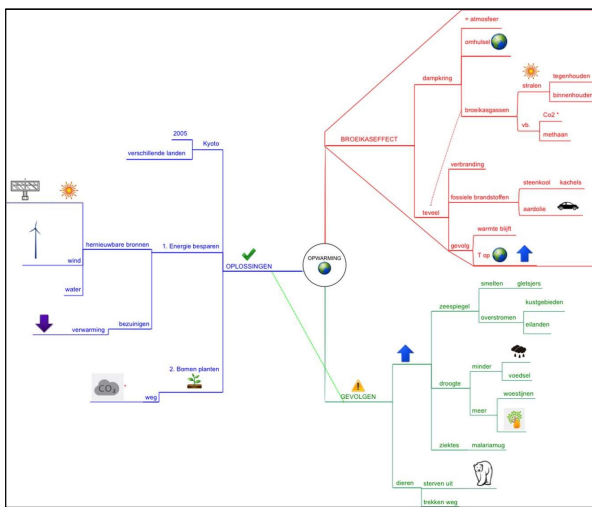 OPWARMING
BROEIKASEFFECT
dampkring
= atmosfeer
omhulsel
broeikasgassen
stralen
tegenhouden
binnenhouden
vb.
Co2 *
methaan
teveel
verbranding
fossiele brandstoffen
steenkool kachels
aardolie
gevolg
warmte blijft
T op
GEVOLGEN
zeespiegel
smelten gletsjers
overstromen
kustgebieden
eilanden
droogte
minder
voedsel
meer
woestijnen
ziektes malariamug
dieren
sterven uit
trekken weg
OPLOSSINGEN
Kyoto
2005
verschillende landen
1. Energie besparen
hernieuwbare bronnen
wind
water
bezuinigen
verwarming
2. Bomen planten
weg
CO2
*